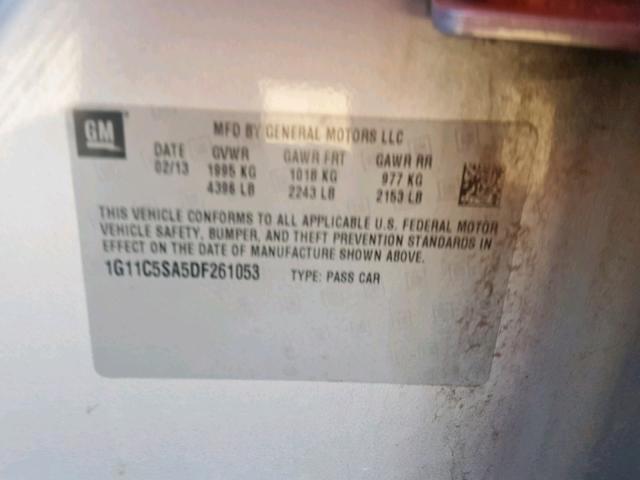 GM
MFD BY GENERAL MOTORS LLC
DATE GVWR GAWR FRT GAWR RR
02/13 1995 KG 1018 KG 977 KG
4398 LB 2243 LB 2153 LB
THIS VEHICLE CONFORMS TO ALL APPLICABLE U.S. FEDERAL MOTOR
VEHICLE SAFETY, BUMPER, AND THEFT PREVENTION STANDARDS IN
EFFECT ON THE DATE OF MANUFACTURE SHOWN ABOVE.
1G11C5SA5DF261053 TYPE: PASS CAR